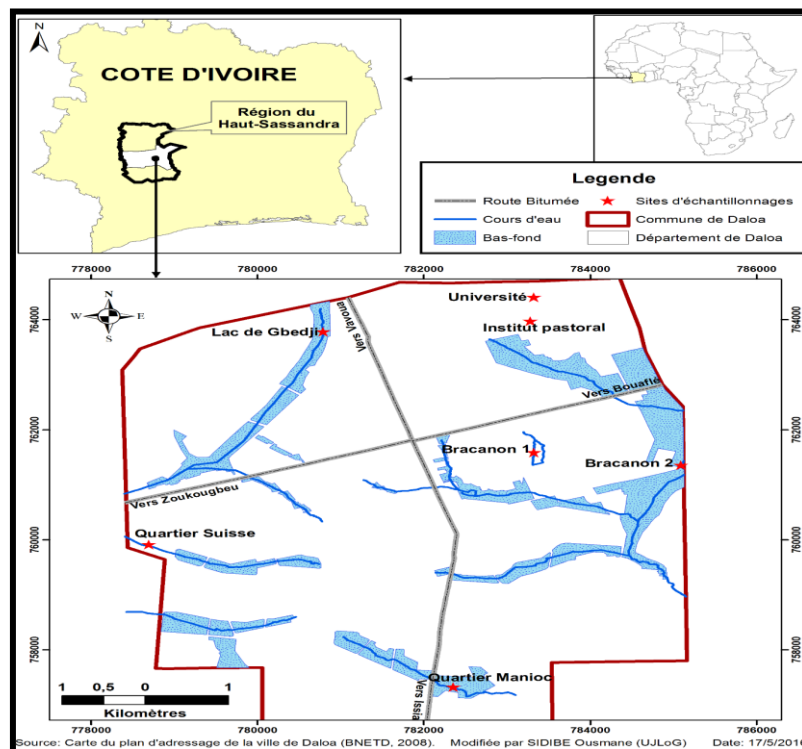 N
COTE D'IVOIRE
Région du
Haut-Sassandra
Legende
Route Bitumée
Sites d'échantillonnages
Cours d'eau
Commune de Daloa
Bas-fond
Département de Daloa
778000
780000
782000
784000
786000
764000
762000
760000
758000
N
W
E
S
Université
Institut pastoral
Lac de Gbedji
Vers Vavoua
Vers Bouaflé
Bracanon 1
Bracanon 2
Vers Zoukougbeu
Quartier Suisse
Quartier Manioc
Vers Issia
1 0,5 0 1
Kilomètres
764000
762000
760000
758000
778000
780000
782000
784000
786000
Source: Carte du plan d'adressage de la ville de Daloa (BNETD, 2008). Modifiée par SIDIBE Ousmane (UJLoG) Date: 17/5/2016